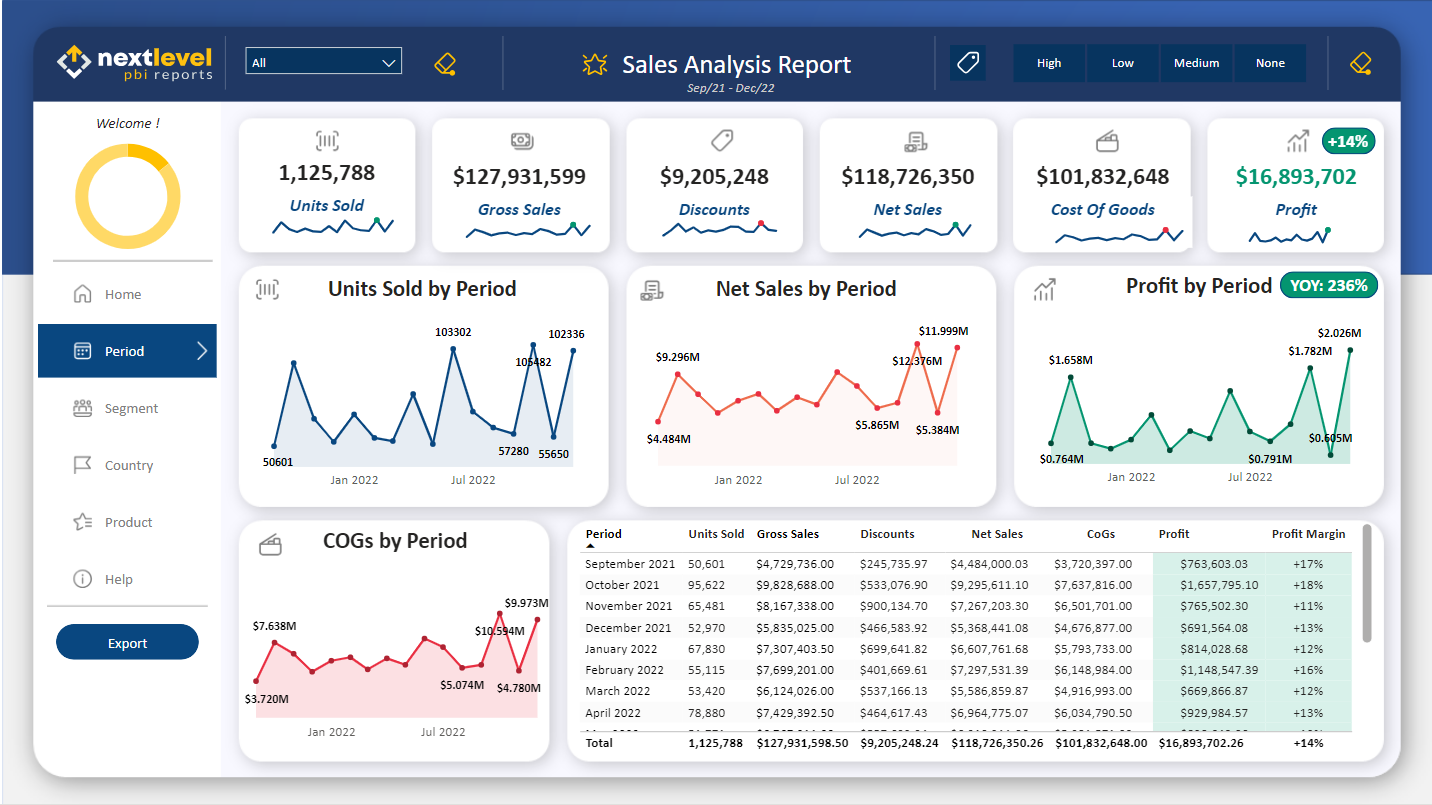 nextlevel
pbi reports
All
Sales Analysis Report
Sep/21 - Dec/22
High Low Medium None
Welcome !
Home
Period
Segment
Country
Product
Help
Export
1,125,788
Units Sold
$127,931,599
Gross Sales
$9,205,248
Discounts
$118,726,350
Net Sales
$101,832,648
Cost Of Goods
+14%
$16,893,702
Profit
Units Sold by Period
103302
102336
105482
57280
55650
50601
Jan 2022 Jul 2022
Net Sales by Period
$11.999M
$9.296M
$12.376M
$5.865M
$5.384M
$4.484M
Jan 2022 Jul 2022
Profit by Period
YOY: 236%
$2.026M
$1.782M
$1.658M
$0.605M
$0.764M
$0.791M
Jan 2022 Jul 2022
COGs by Period
$9.973M
$7.638M
$10.594M
$5.074M
$4.780M
$3.720M
Jan 2022 Jul 2022
Period Units Sold Gross Sales Discounts Net Sales CoGs Profit Profit Margin
September 2021 50,601 $4,729,736.00 $245,735.97 $4,484,000.03 $3,720,397.00 $763,603.03 +17%
October 2021 95,622 $9,828,688.00 $533,076.90 $9,295,611.10 $7,637,816.00 $1,657,795.10 +18%
November 2021 65,481 $8,167,338.00 $900,134.70 $7,267,203.30 $6,501,701.00 $765,502.30 +11%
December 2021 52,970 $5,835,025.00 $466,583.92 $5,368,441.08 $4,676,877.00 $691,564.08 +13%
January 2022 67,830 $7,307,403.50 $699,641.82 $6,607,761.68 $5,793,733.00 $814,028.68 +12%
February 2022 55,115 $7,699,201.00 $401,669.61 $7,297,531.39 $6,148,984.00 $1,148,547.39 +16%
March 2022 53,420 $6,124,026.00 $537,166.13 $5,586,859.87 $4,916,993.00 $669,866.87 +12%
April 2022 78,880 $7,429,392.50 $464,617.43 $6,964,775.07 $6,034,790.50 $929,984.57 +13%
Total 1,125,788 $127,931,598.50 $9,205,248.24 $118,726,350.26 $101,832,648.00 $16,893,702.26 +14%